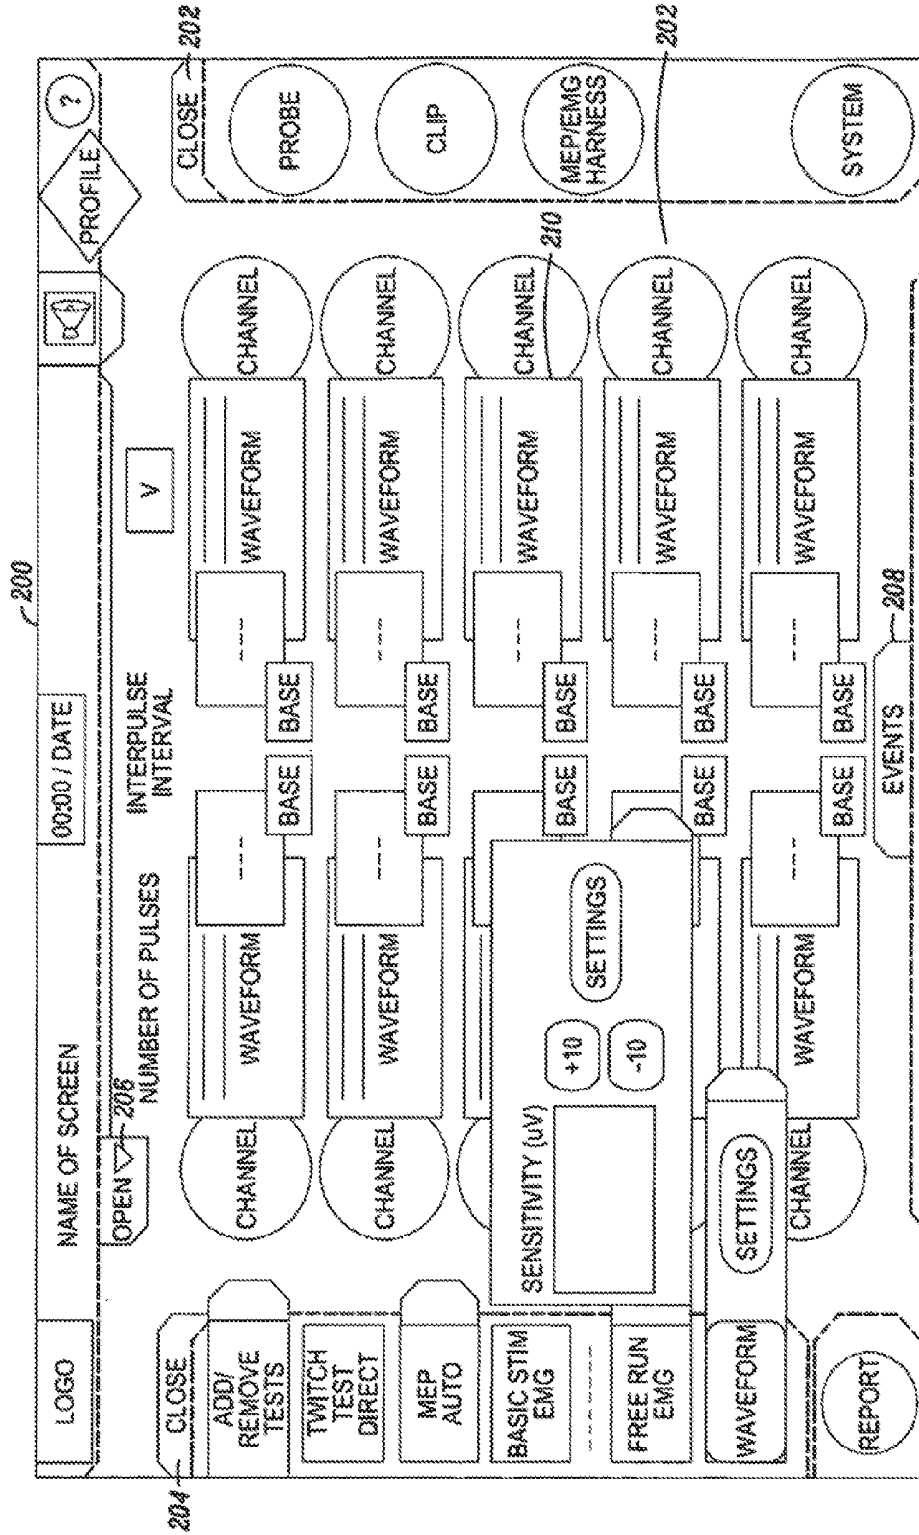 200
LOGO
NAME OF SCREEN
00:00 / DATE
PROFILE
?
204
CLOSE
OPEN
206
NUMBER OF PULSES
INTERPULSE
INTERVAL
V
CLOSE
202
ADD/
REMOVE
TESTS
CHANNEL
WAVEFORM
---
BASE
BASE
---
WAVEFORM
CHANNEL
PROBE
TWITCH
TEST
DIRECT
MEP
AUTO
CHANNEL
WAVEFORM
---
BASE
BASE
---
WAVEFORM
CHANNEL
CLIP
BASIC STIM
EMG
-------
SENSITIVITY (uV)
+10
-10
SETTINGS
BASE
BASE
---
WAVEFORM
CHANNEL
210
MEP/EMG
HARNESS
FREE RUN
EMG
BASE
BASE
---
WAVEFORM
CHANNEL
202
WAVEFORM
SETTINGS
CHANNEL
WAVEFORM
---
BASE
BASE
---
WAVEFORM
CHANNEL
SYSTEM
REPORT
EVENTS
208